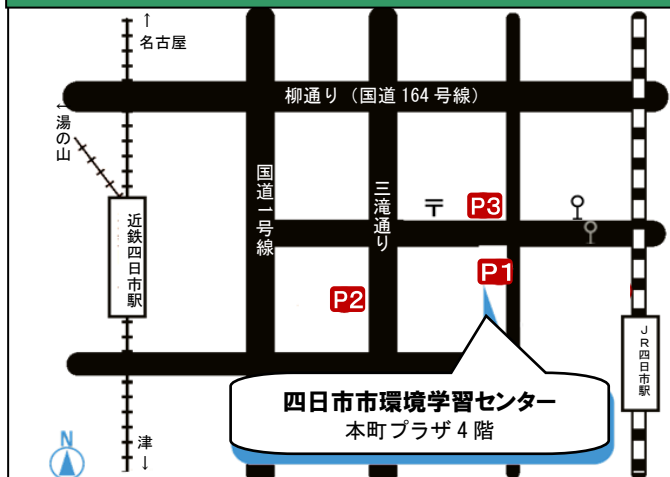 ↑
名古屋
柳通り（国道164号線）
←湯の山
国道1号線
三滝通り
〒
P3
近鉄四日市駅
P1
P2
JR四日市駅
四日市市環境学習センター
本町プラザ4階
N
津
↓